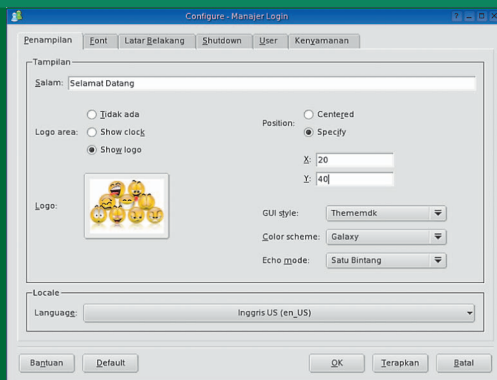 Configure - Manajer Login
Penampilan Font Latar Belakang Shutdown User Kenyamanan
Tampilan
Salam: Selamat Datang
Logo area:
Tidak ada
Show clock
Show logo
Position:
Centered
Specify
X: 20
Y: 40
Logo:
GUI style: Thememdk
Color scheme: Galaxy
Echo mode: Satu Bintang
Locale
Language: Inggris US (en_US)
Bantuan Default OK Terapkan Batal